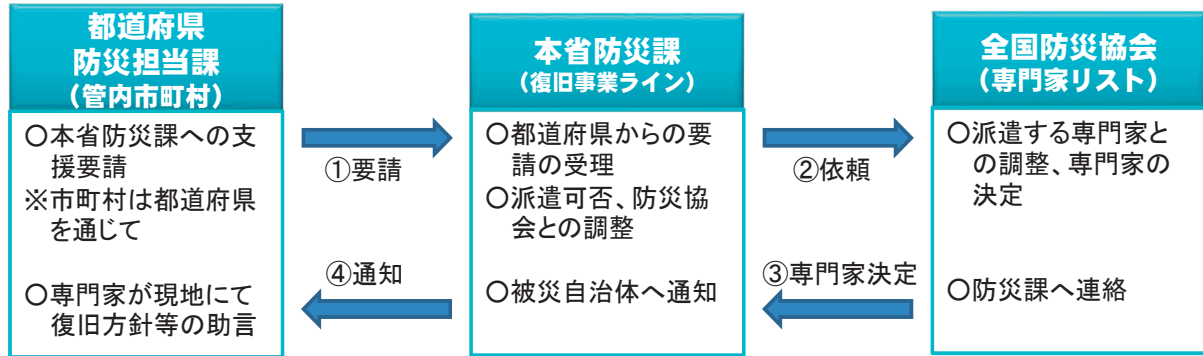 都道府県
防災担当課
（管内市町村）
〇本省防災課への支
援要請
※市町村は都道府県
を通じて
〇専門家が現地にて
復旧方針等の助言
①要請
④通知
本省防災課
（復旧事業ライン）
〇都道府県からの要
請の受理
〇派遣可否、防災協
会との調整
〇被災自治体へ通知
②依頼
③専門家決定
全国防災協会
（専門家リスト）
〇派遣する専門家と
の調整、専門家の
決定
〇防災課へ連絡